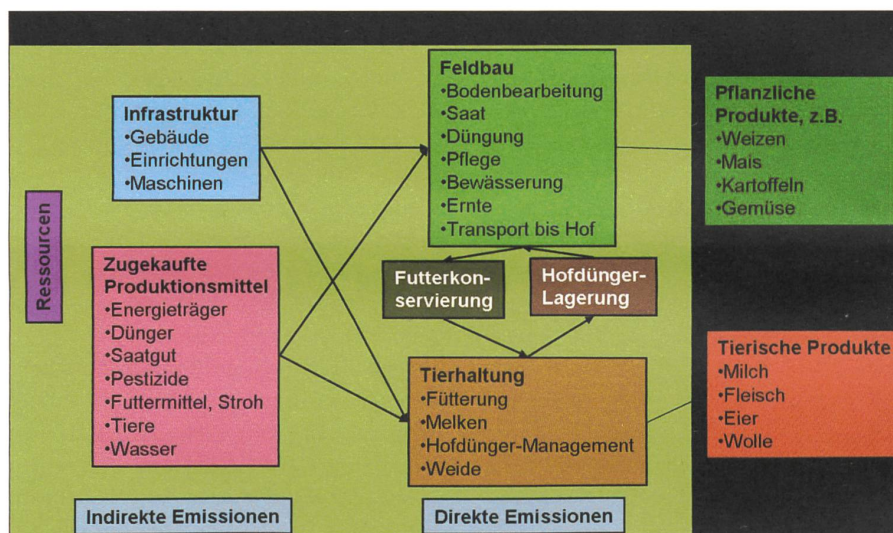 Ressourcen
Infrastruktur
•Gebäude
•Einrichtungen
•Maschinen
Zugekaufte
Produktionsmittel
•Energieträger
•Dünger
•Saatgut
•Pestizide
•Futtermittel, Stroh
•Tiere
•Wasser
Indirekte Emissionen
Feldbau
•Bodenbearbeitung
•Saat
•Düngung
•Pflege
•Bewässerung
•Ernte
•Transport bis Hof
Futterkon-
servierung
Hofdünger-
Lagerung
Tierhaltung
•Fütterung
•Melken
•Hofdünger-Management
•Weide
Direkte Emissionen
Pflanzliche
Produkte, z.B.
•Weizen
•Mais
•Kartoffeln
•Gemüse
Tierische Produkte
•Milch
•Fleisch
•Eier
•Wolle